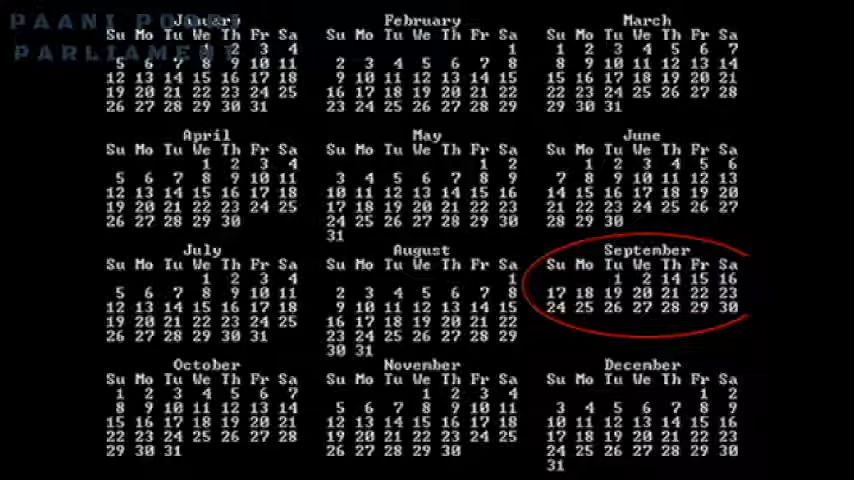 PAANI POORI
PARLIAMENT
January February March
Su Mo Tu We Th Fr Sa Su Mo Tu We Th Fr Sa Su Mo Tu We Th Fr Sa
1 2 3 4 1 1 2 3 4 5 6 7
5 6 7 8 9 10 11 2 3 4 5 6 7 8 8 9 10 11 12 13 14
12 13 14 15 16 17 18 9 10 11 12 13 14 15 15 16 17 18 19 20 21
19 20 21 22 23 24 25 16 17 18 19 20 21 22 22 23 24 25 26 27 28
26 27 28 29 30 31 23 24 25 26 27 28 29 29 30 31
April May June
Su Mo Tu We Th Fr Sa Su Mo Tu We Th Fr Sa Su Mo Tu We Th Fr Sa
1 2 3 4 1 2 1 2 3 4 5 6
5 6 7 8 9 10 11 3 4 5 6 7 8 9 7 8 9 10 11 12 13
12 13 14 15 16 17 18 10 11 12 13 14 15 16 14 15 16 17 18 19 20
19 20 21 22 23 24 25 17 18 19 20 21 22 23 21 22 23 24 25 26 27
26 27 28 29 30 24 25 26 27 28 29 30 28 29 30
31
July August September
Su Mo Tu We Th Fr Sa Su Mo Tu We Th Fr Sa Su Mo Tu We Th Fr Sa
1 2 3 4 1 1 2 14 15 16
5 6 7 8 9 10 11 2 3 4 5 6 7 8 17 18 19 20 21 22 23
12 13 14 15 16 17 18 9 10 11 12 13 14 15 24 25 26 27 28 29 30
19 20 21 22 23 24 25 16 17 18 19 20 21 22
26 27 28 29 30 31 23 24 25 26 27 28 29
30 31
October November December
Su Mo Tu We Th Fr Sa Su Mo Tu We Th Fr Sa Su Mo Tu We Th Fr Sa
1 2 3 4 5 6 7 1 2 3 4 1 2
8 9 10 11 12 13 14 5 6 7 8 9 10 11 3 4 5 6 7 8 9
15 16 17 18 19 20 21 12 13 14 15 16 17 18 10 11 12 13 14 15 16
22 23 24 25 26 27 28 19 20 21 22 23 24 25 17 18 19 20 21 22 23
29 30 31 26 27 28 29 30 24 25 26 27 28 29 30
31